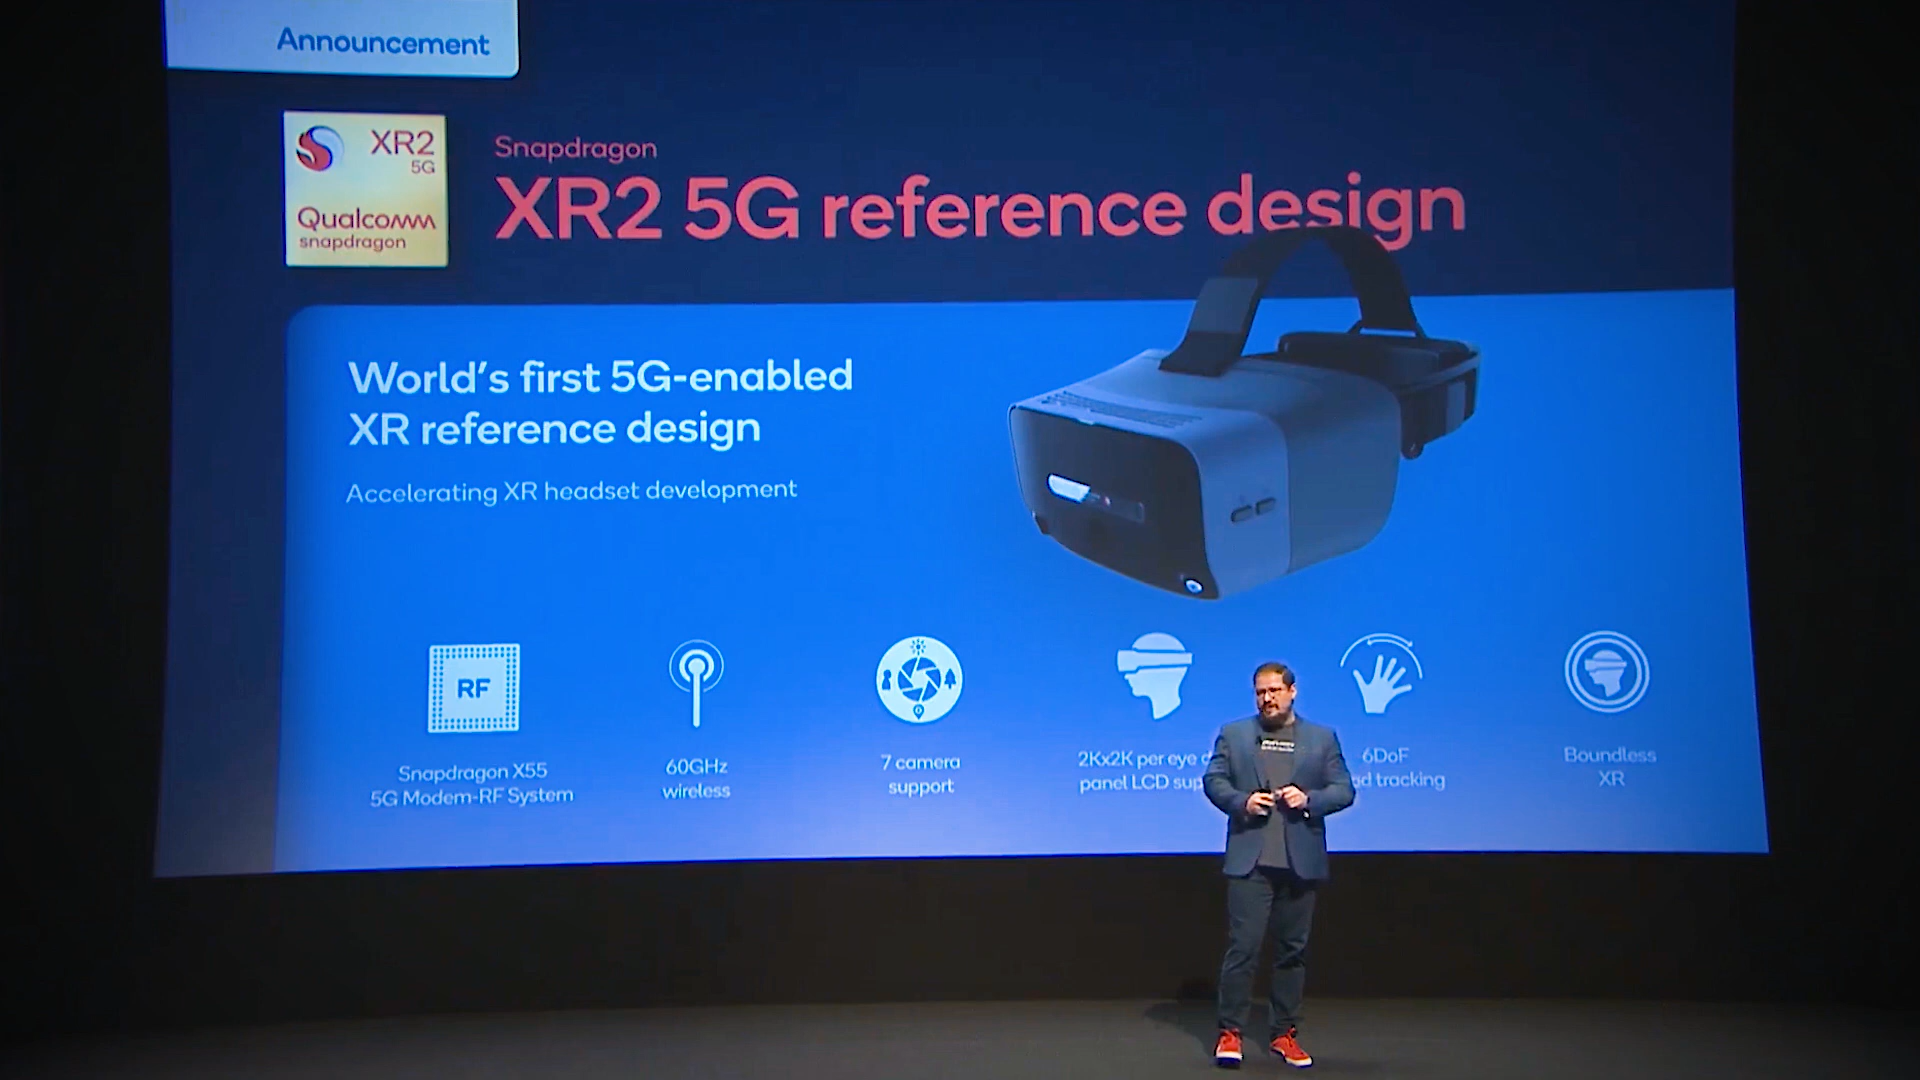 Announcement
XR2
5G
Qualcomm
snapdragon
Snapdragon
XR2 5G reference design
World's first 5G-enabled
XR reference design
Accelerating XR headset development
RF
Snapdragon X55
5G Modem-RF System
60GHz
wireless
7 camera
support
2Kx2K per eye
panel LCD
6DoF
tracking
Boundless
XR